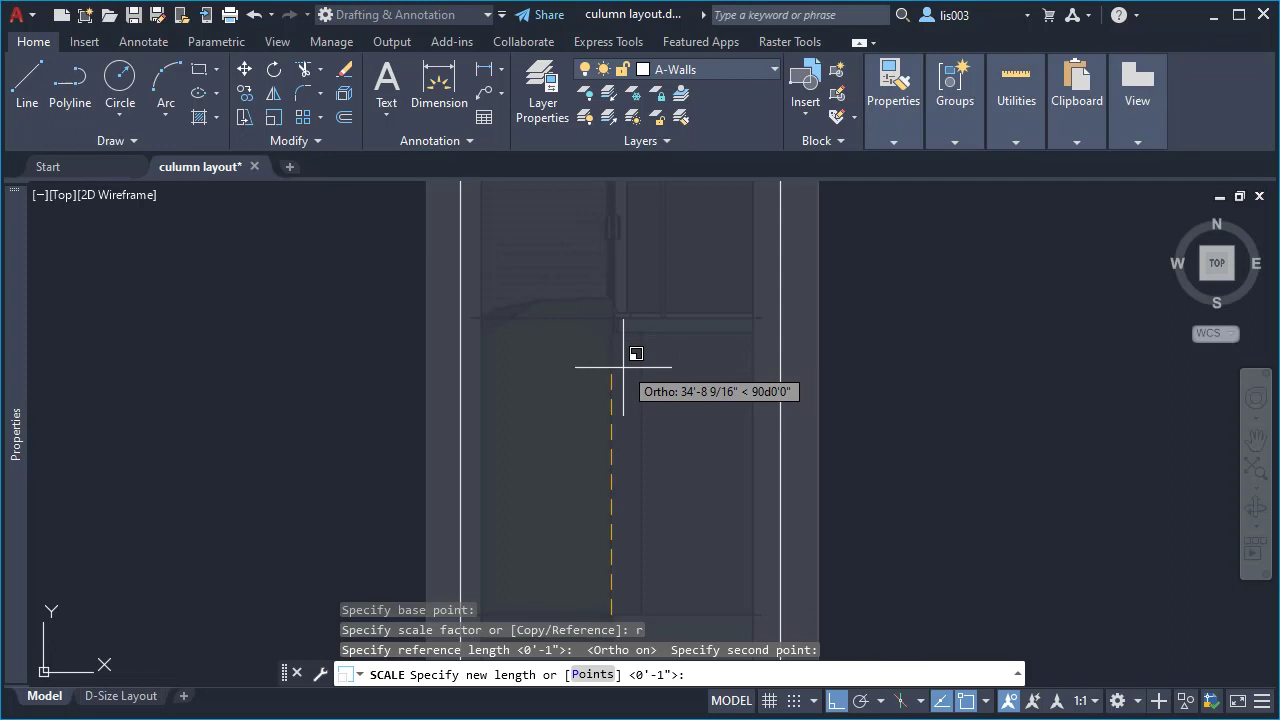 Drafting & Annotation
Share
culumn layout.d...
Type a keyword or phrase
lis003
Home
Insert
Annotate
Parametric
View
Manage
Output
Add-ins
Collaborate
Express Tools
Featured Apps
Raster Tools
Line
Polyline
Circle
Arc
Draw
Modify
Text
Dimension
Annotation
Layer
Properties
A-Walls
Layers
Insert
Block
Properties
Groups
Utilities
Clipboard
View
Start
culumn layout*
[−][Top][2D Wireframe]
N
W
TOP
E
S
WCS
Properties
Ortho: 34'-8 9/16" < 90d0'0"
Y
X
Specify base point:
Specify scale factor or [Copy/Reference]: r
Specify reference length <0'-1">:  <Ortho on>  Specify second point:
SCALE Specify new length or [Points] <0'-1">:
Model
D-Size Layout
MODEL
1:1